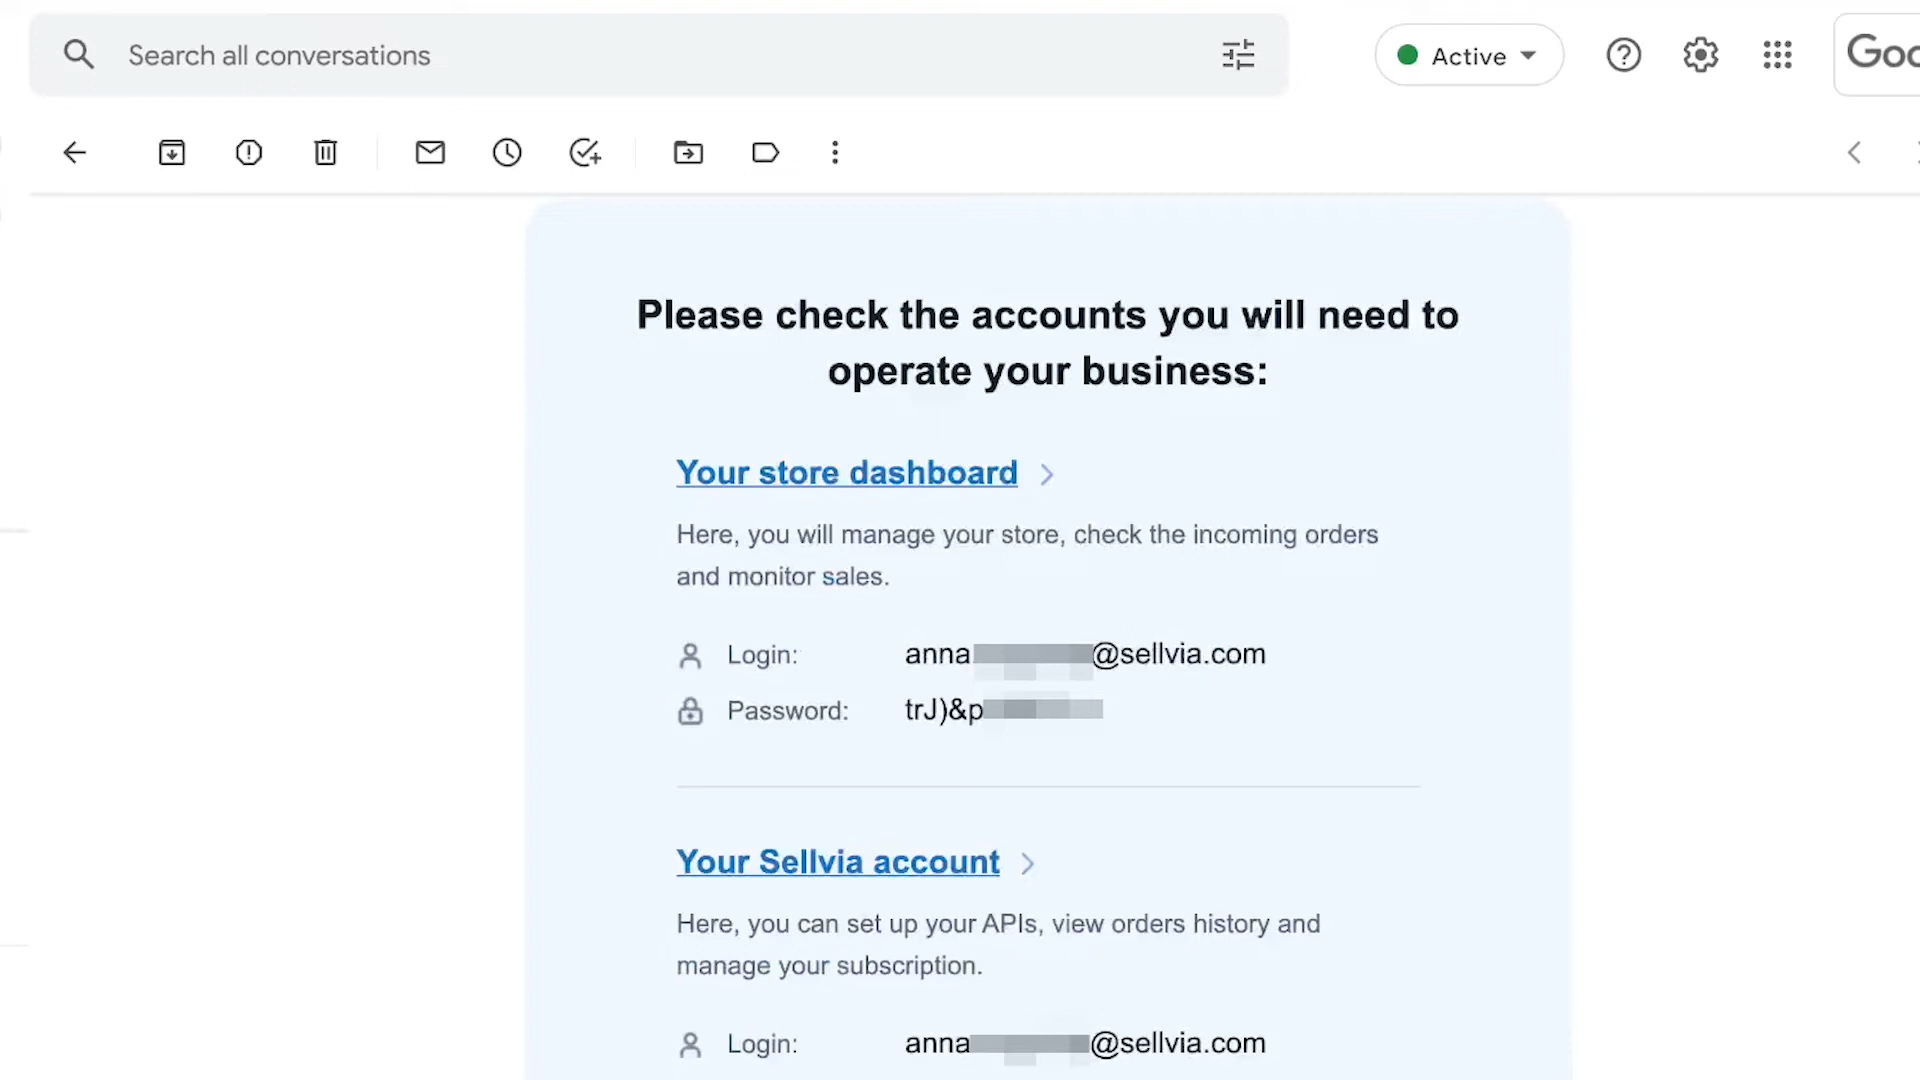 Search all conversations
Active
Goo
Please check the accounts you will need to
operate your business:
Your store dashboard
Here, you will manage your store, check the incoming orders
and monitor sales.
Login: anna @sellvia.com
Password: trJ)&p
Your Sellvia account
Here, you can set up your APIs, view orders history and
manage your subscription.
Login: anna @sellvia.com